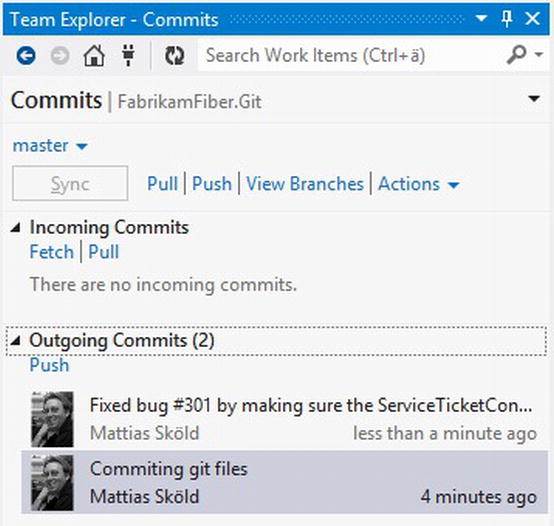 Team Explorer - Commits
Search Work Items (Ctrl+ä)
Commits | FabrikamFiber.Git
master
Sync Pull | Push | View Branches | Actions
Incoming Commits
Fetch | Pull
There are no incoming commits.
Outgoing Commits (2)
Push
Fixed bug #301 by making sure the ServiceTicketCon...
Mattias Sköld less than a minute ago
Commiting git files
Mattias Sköld 4 minutes ago